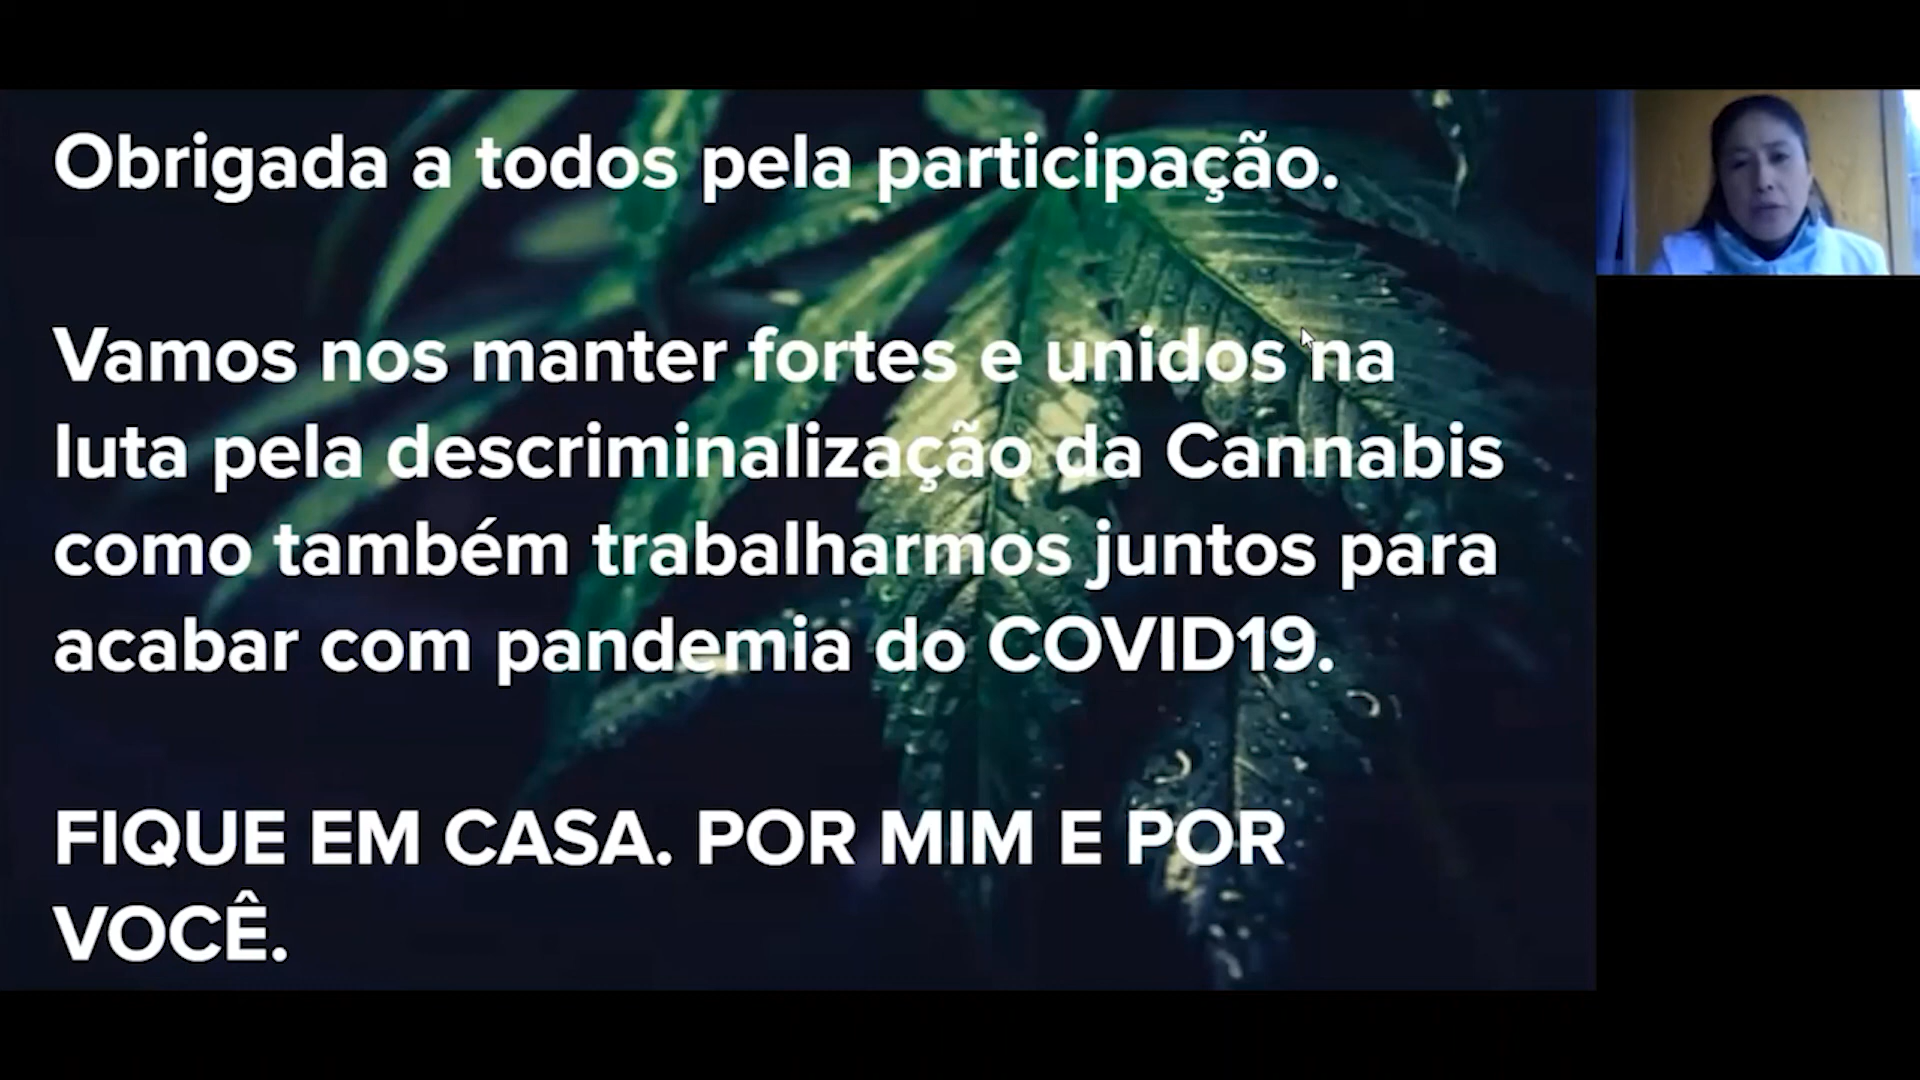 Obrigada a todos pela participação.
Vamos nos manter fortes e unidos na
luta pela descriminalização da Cannabis
como também trabalharmos juntos para
acabar com pandemia do COVID19.
FIQUE EM CASA. POR MIM E POR
VOCÊ.